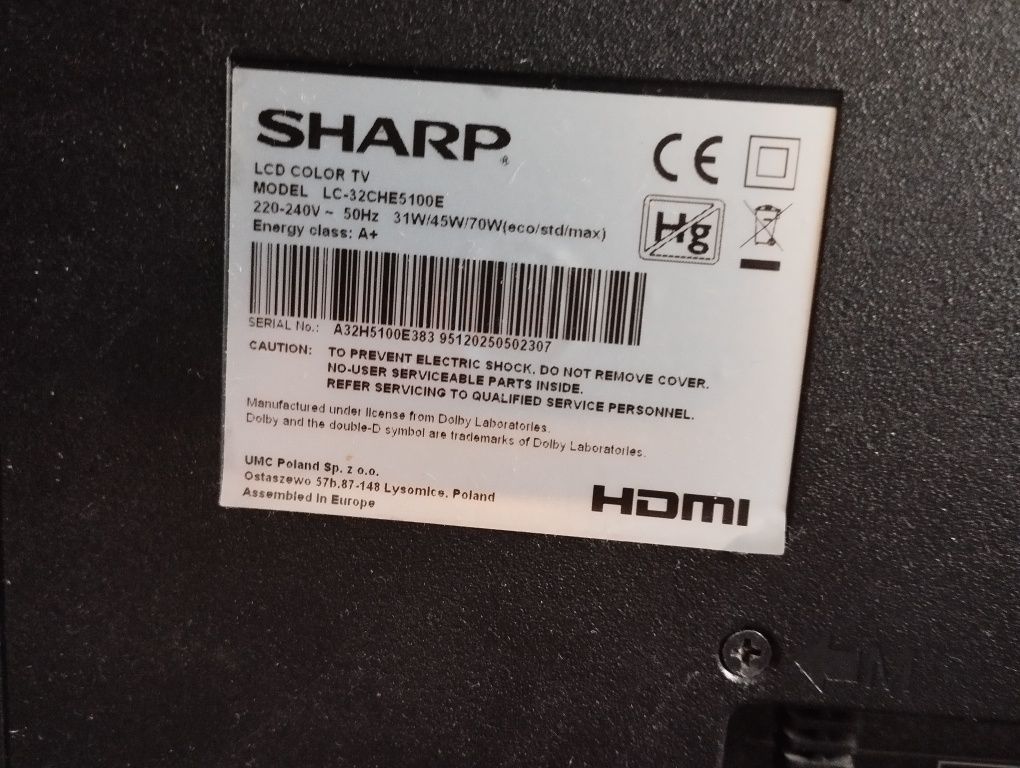 SHARP®
LCD COLOR TV
MODEL LC-32CHE5100E
220-240V ~ 50Hz 31W/45W/70W(eco/std/max)
Energy class: A+
CE
Hg
SERIAL No.: A32H5100E383 95120250502307
CAUTION: TO PREVENT ELECTRIC SHOCK, DO NOT REMOVE COVER.
NO-USER SERVICEABLE PARTS INSIDE.
REFER SERVICING TO QUALIFIED SERVICE PERSONNEL.
Manufactured under license from Dolby Laboratories.
Dolby and the double-D symbol are trademarks of Dolby Laboratories.
UMC Poland Sp. z o.o.
Ostaszewo 57b,87-148 Lysomice, Poland
Assembled in Europe
HDMI